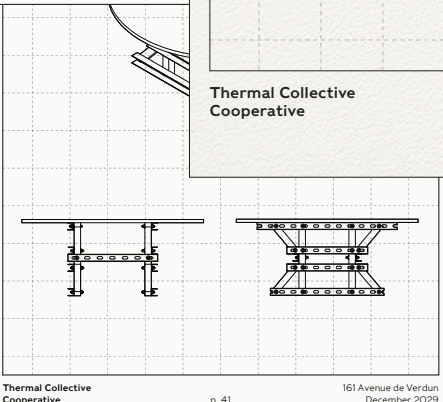 Thermal Collective
Cooperative
Thermal Collective
Cooperative
p. 41
161 Avenue de Verdun
December 2029